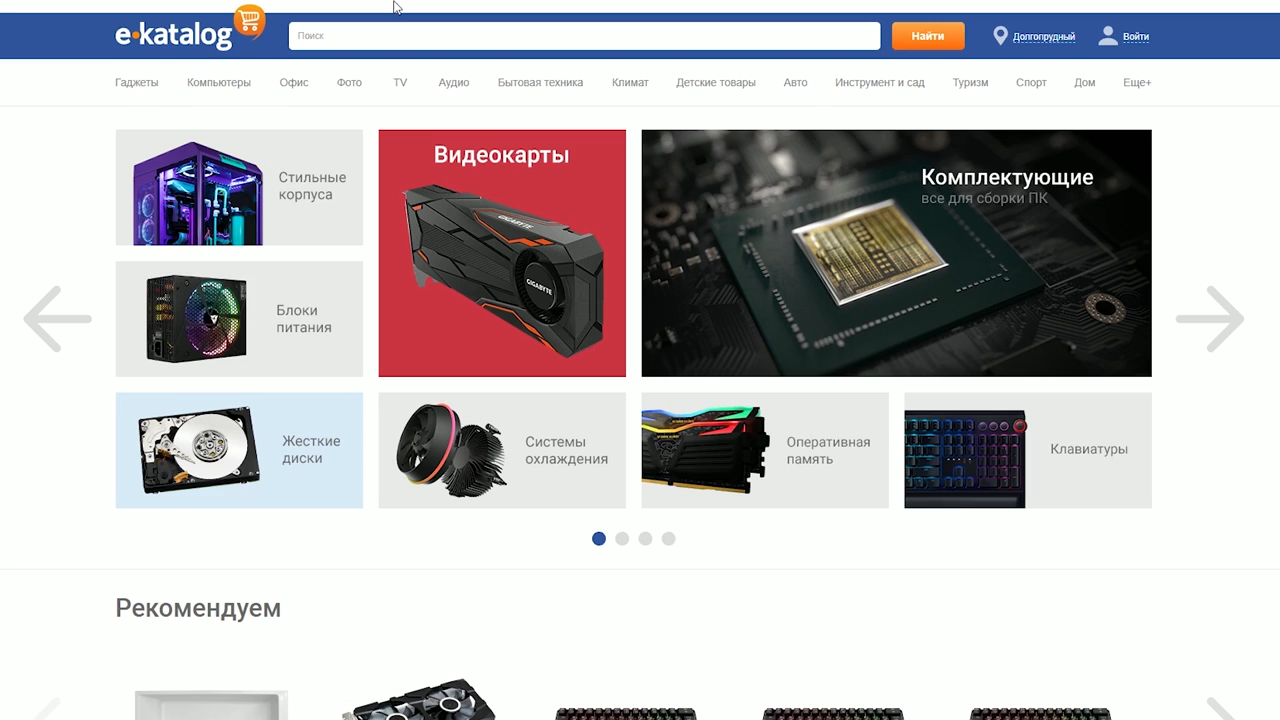 e•katalog
Поиск
Найти
Долгопрудный
Войти
Гаджеты Компьютеры Офис Фото TV Аудио Бытовая техника Климат Детские товары Авто Инструмент и сад Туризм Спорт Дом Еще+
Стильные
корпуса
Видеокарты
GIGABYTE
GIGABYTE
Комплектующие
все для сборки ПК
Блоки
питания
Жесткие
диски
Системы
охлаждения
Оперативная
память
Клавиатуры
Рекомендуем